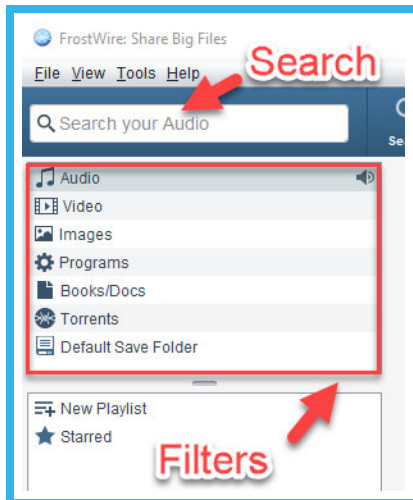 FrostWire: Share Big Files
File View Tools Help
Search
Search your Audio
Audio
Video
Images
Programs
Books/Docs
Torrents
Default Save Folder
New Playlist
Starred
Filters